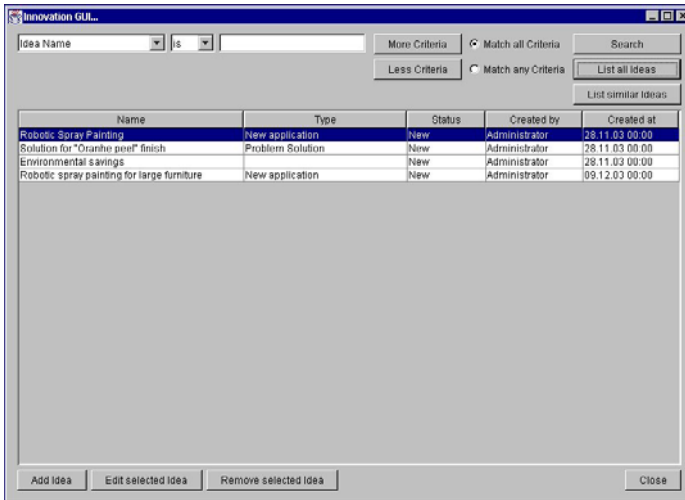 Innovation GUI...
Idea Name is More Criteria Match all Criteria Search
Less Criteria Match any Criteria List all Ideas
List similar Ideas
Name Type Status Created by Created at
Robotic Spray Painting New application New Administrator 28.11.03 00:00
Solution for "Oranhe peel" finish Problem Solution New Administrator 28.11.03 00:00
Environmental savings New Administrator 28.11.03 00:00
Robotic spray painting for large furniture New application New Administrator 09.12.03 00:00
Add Idea Edit selected Idea Remove selected Idea Close